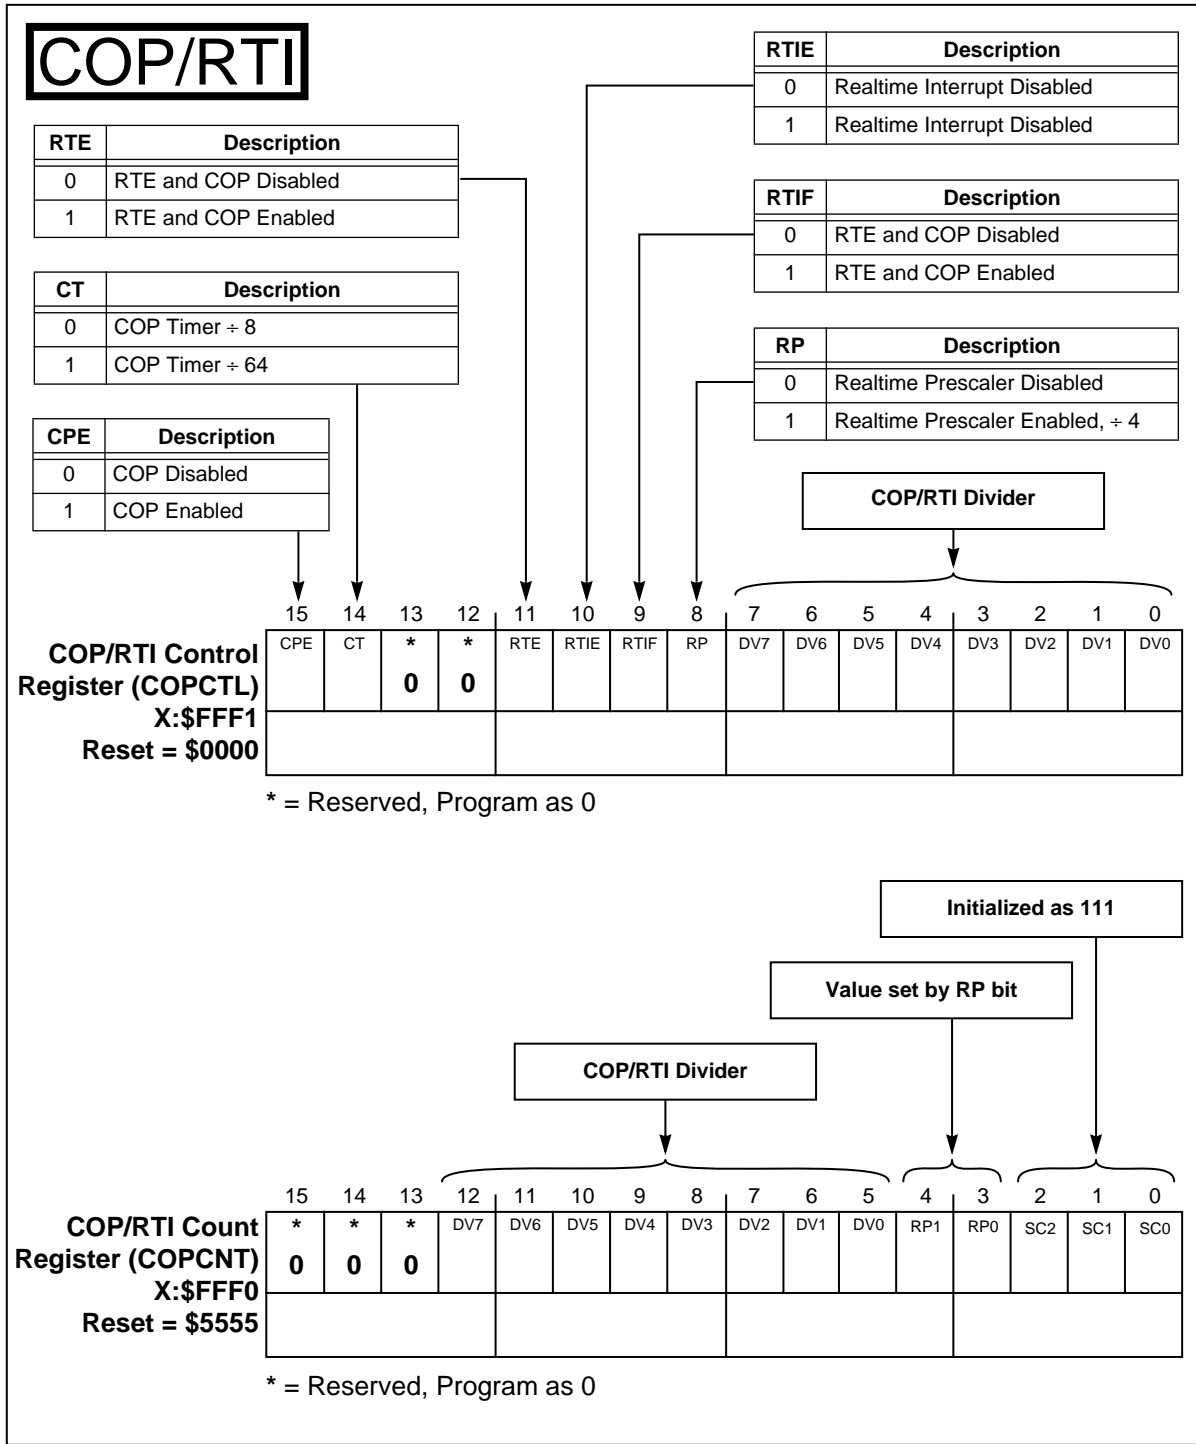 COP/RTI
RTIE Description
0 Realtime Interrupt Disabled
1 Realtime Interrupt Disabled
RTE Description
0 RTE and COP Disabled
1 RTE and COP Enabled
RTIF Description
0 RTE and COP Disabled
1 RTE and COP Enabled
CT Description
0 COP Timer ÷ 8
1 COP Timer ÷ 64
RP Description
0 Realtime Prescaler Disabled
1 Realtime Prescaler Enabled, ÷ 4
CPE Description
0 COP Disabled
1 COP Enabled
COP/RTI Divider
15 14 13 12 11 10 9 8 7 6 5 4 3 2 1 0
CPE CT * * RTE RTIE RTIF RP DV7 DV6 DV5 DV4 DV3 DV2 DV1 DV0
0 0
COP/RTI Control
Register (COPCTL)
X:$FFF1
Reset = $0000
* = Reserved, Program as 0
Initialized as 111
Value set by RP bit
COP/RTI Divider
15 14 13 12 11 10 9 8 7 6 5 4 3 2 1 0
* * * DV7 DV6 DV5 DV4 DV3 DV2 DV1 DV0 RP1 RP0 SC2 SC1 SC0
0 0 0
COP/RTI Count
Register (COPCNT)
X:$FFF0
Reset = $5555
* = Reserved, Program as 0